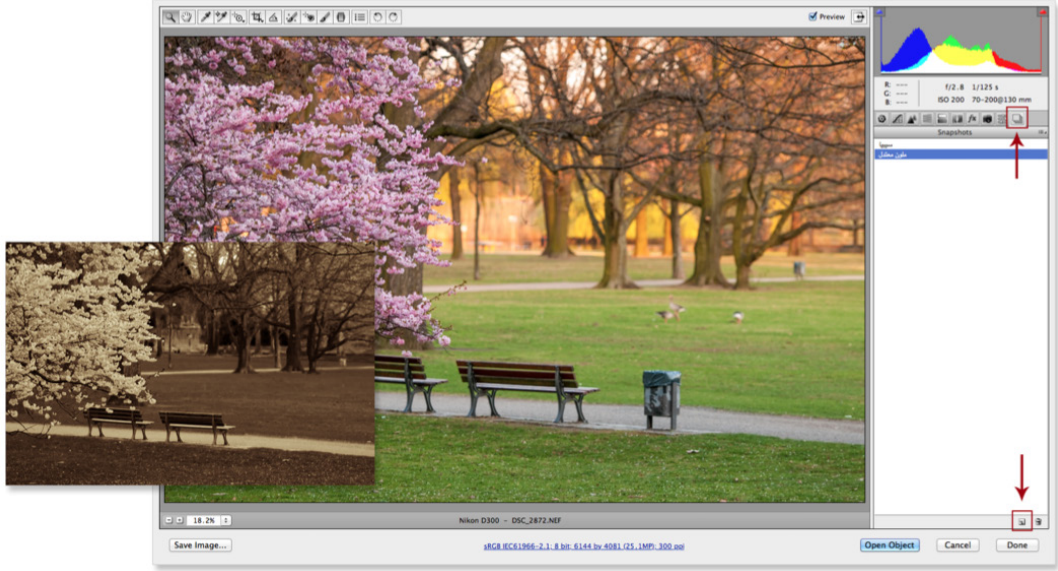 Preview
R: ---
G: ---
B: ---
f/2.8 1/125 s
ISO 200 70-200@130 mm
Snapshots
سيبيا
ملون معتدل
18.2%
Nikon D300 - DSC_2872.NEF
Save Image...
sRGB IEC61966-2.1; 8 bit; 6144 by 4081 (25.1MP); 300 ppi
Open Object
Cancel
Done